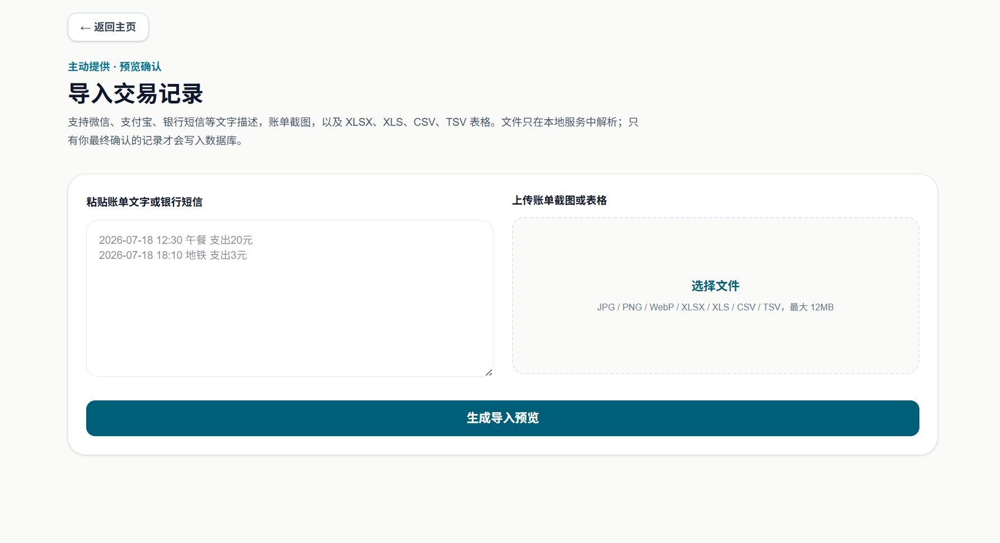 ← 返回主页
主动提供 · 预览确认
导入交易记录
支持微信、支付宝、银行短信等文字描述，账单截图，以及 XLSX、XLS、CSV、TSV 表格。文件只在本地服务中解析；只
有你最终确认的记录才会写入数据库。
粘贴账单文字或银行短信
2026-07-18 12:30 午餐 支出20元
2026-07-18 18:10 地铁 支出3元
上传账单截图或表格
选择文件
JPG / PNG / WebP / XLSX / XLS / CSV / TSV，最大 12MB
生成导入预览